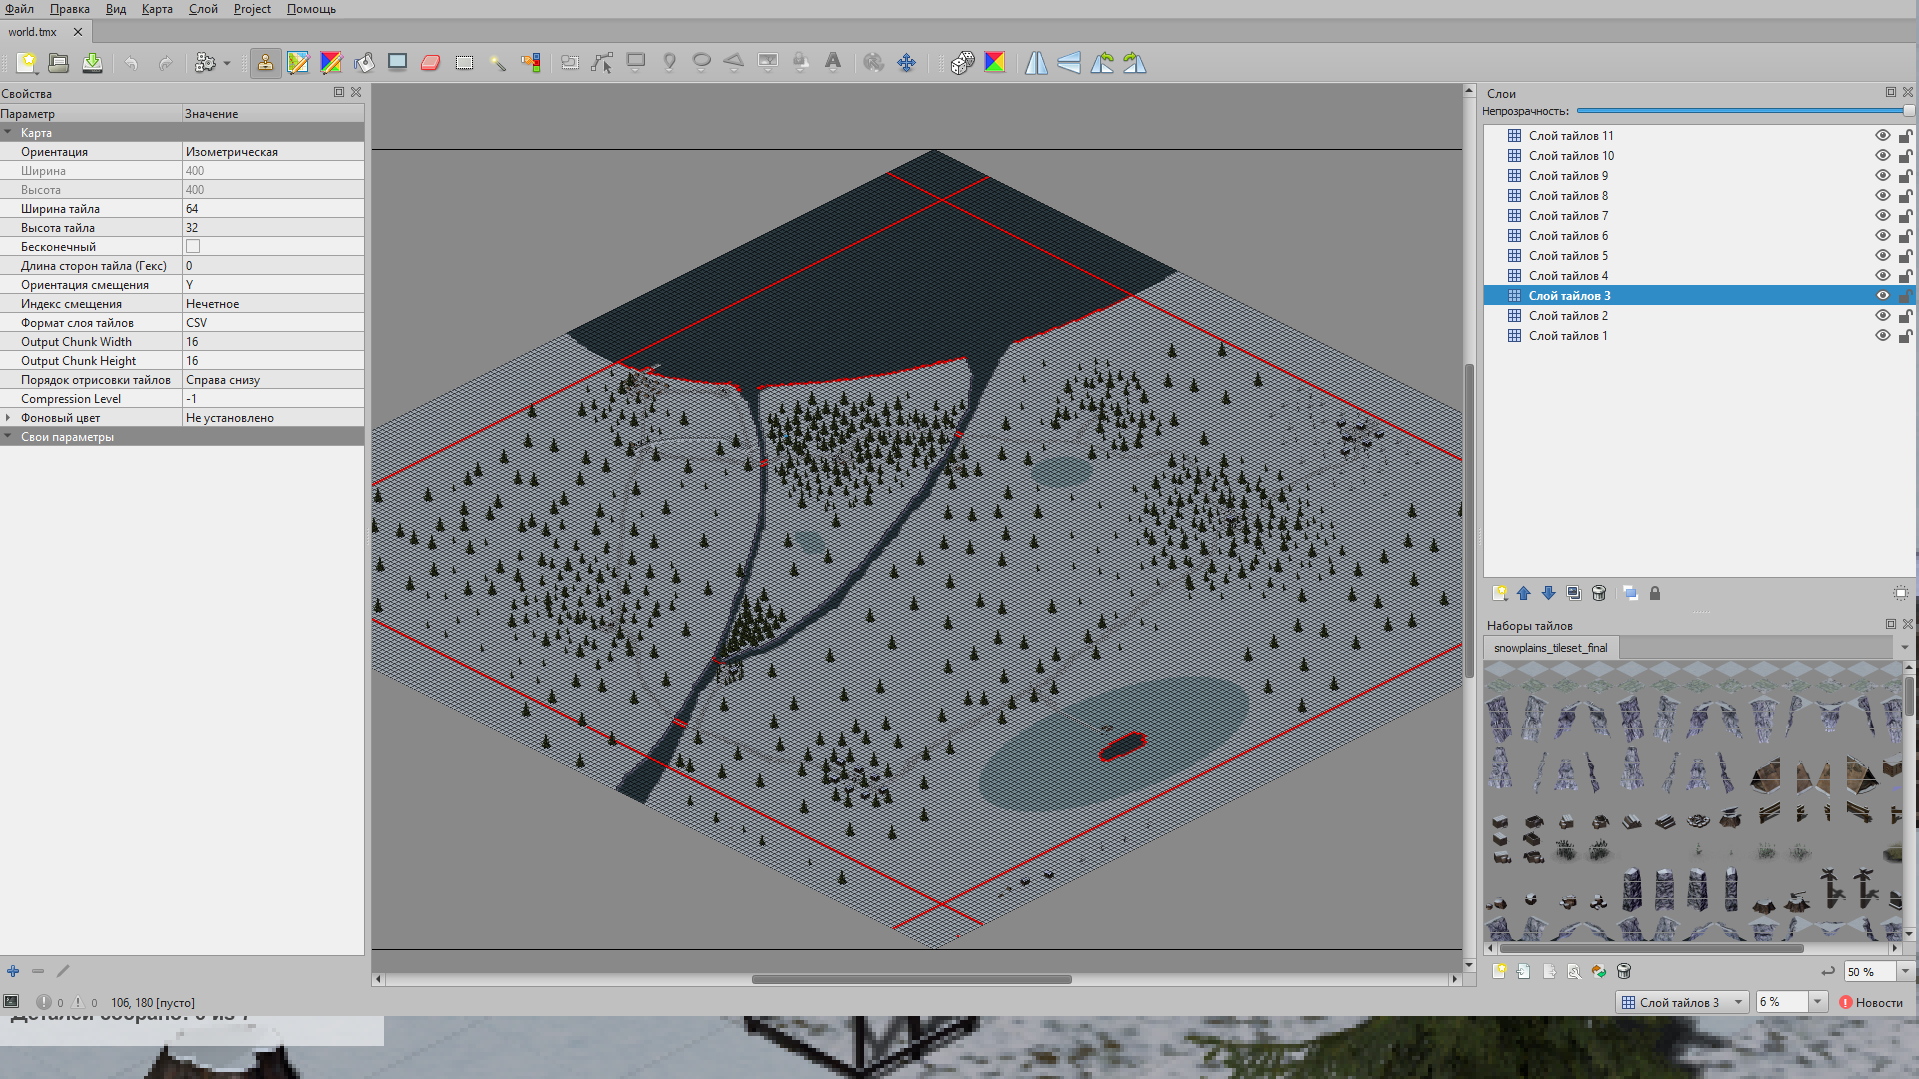 Файл Правка Вид Карта Слой Project Помощь
world.tmx
Свойства
Параметр Значение
Карта
Ориентация Изометрическая
Ширина 400
Высота 400
Ширина тайла 64
Высота тайла 32
Бесконечный
Длина сторон тайла (Гекс) 0
Ориентация смещения Y
Индекс смещения Нечетное
Формат слоя тайлов CSV
Output Chunk Width 16
Output Chunk Height 16
Порядок отрисовки тайлов Справа снизу
Compression Level -1
Фоновый цвет Не установлено
Свои параметры
Слои
Непрозрачность:
Слой тайлов 11
Слой тайлов 10
Слой тайлов 9
Слой тайлов 8
Слой тайлов 7
Слой тайлов 6
Слой тайлов 5
Слой тайлов 4
Слой тайлов 3
Слой тайлов 2
Слой тайлов 1
Наборы тайлов
snowplains_tileset_final
50 %
0 0 106, 180 [пусто]
Слой тайлов 3 6 % Новости